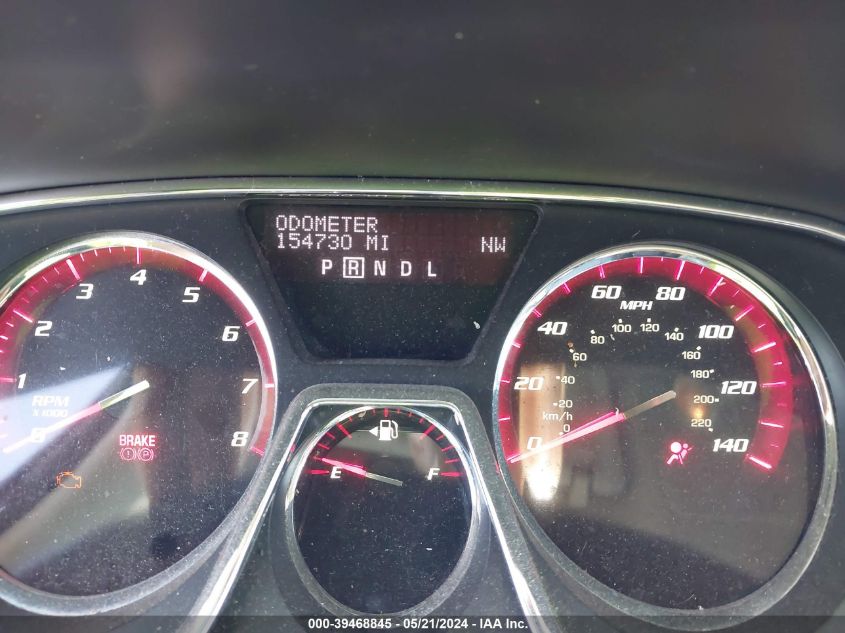 ODOMETER
154730 MI NW
P R N D L
0 1 2 3 4 5 6 7 8
RPM
X 1000
BRAKE
E F
0 20 40 60 80 100 120 140
MPH
0 20 40 60 80 100 120 140 160 180 200 220
km/h
000-39468845 - 05/21/2024 - IAA Inc.